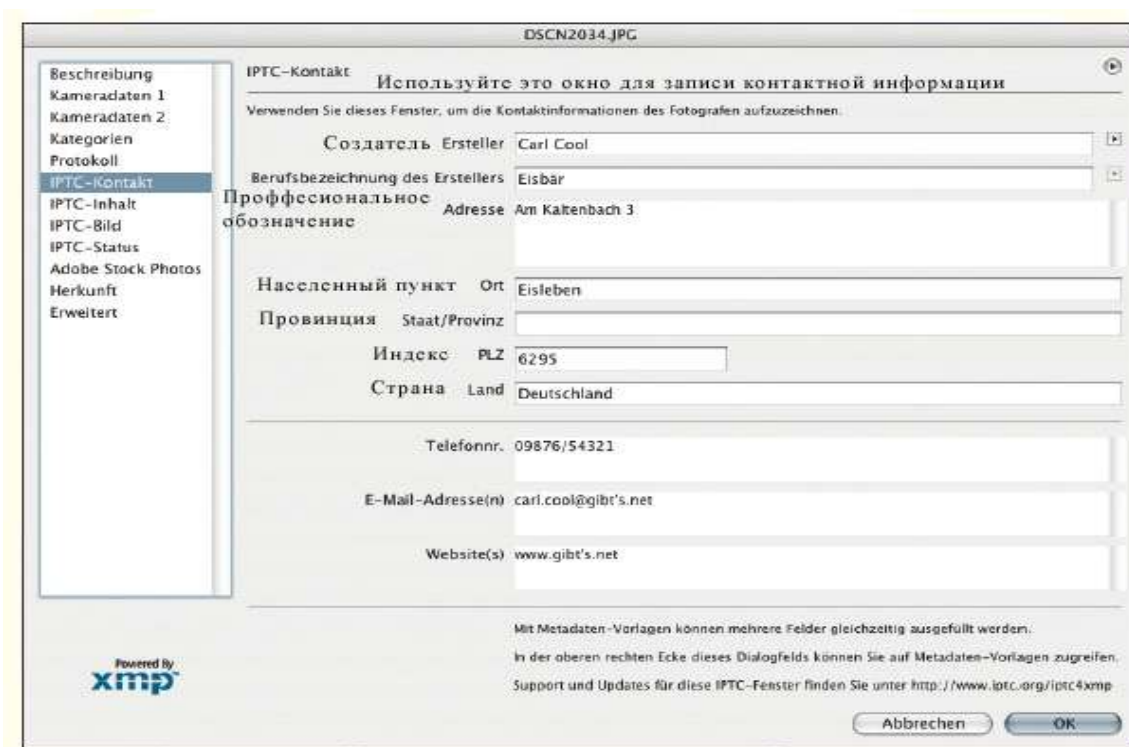 DSCN2034.JPG
Beschreibung
Kameradaten 1
Kameradaten 2
Kategorien
Protokoll
IPTC-Kontakt
IPTC-Inhalt
IPTC-Bild
IPTC-Status
Adobe Stock Photos
Herkunft
Erweitert
IPTC-Kontakt
Используйте это окно для записи контактной информации
Verwenden Sie dieses Fenster, um die Kontaktinformationen des Fotografen aufzuzeichnen.
Создатель Ersteller Carl Cool
Berufsbezeichnung des Erstellers Eisbär
Проффесиональное
обозначение
Adresse Am Kaltenbach 3
Населенный пункт Ort Eisleben
Провинция Staat/Provinz
Индекс PLZ 6295
Страна Land Deutschland
Telefonnr. 09876/54321
E-Mail-Adresse(n) carl.cool@gibt's.net
Website(s) www.gibt's.net
Mit Metadaten-Vorlagen können mehrere Felder gleichzeitig ausgefüllt werden.
In der oberen rechten Ecke dieses Dialogfelds können Sie auf Metadaten-Vorlagen zugreifen.
Support und Updates für diese IPTC-Fenster finden Sie unter http://www.iptc.org/iptc4xmp
Powered By
xmp
Abbrechen OK